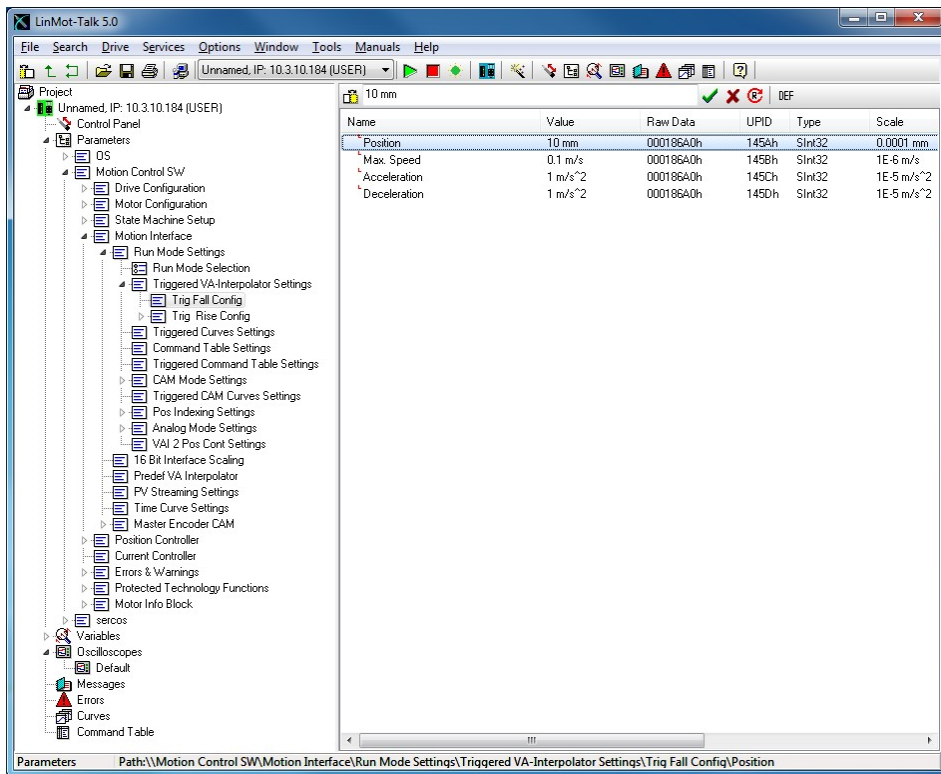 LinMot-Talk 5.0
File Search Drive Services Options Window Tools Manuals Help
Unnamed, IP: 10.3.10.184 (USER)
Project
Unnamed, IP: 10.3.10.184 (USER)
Control Panel
Parameters
OS
Motion Control SW
Drive Configuration
Motor Configuration
State Machine Setup
Motion Interface
Run Mode Settings
Run Mode Selection
Triggered VA-Interpolator Settings
Trig Fall Config
Trig Rise Config
Triggered Curves Settings
Command Table Settings
Triggered Command Table Settings
CAM Mode Settings
Triggered CAM Curves Settings
Pos Indexing Settings
Analog Mode Settings
VAI 2 Pos Cont Settings
16 Bit Interface Scaling
Predef VA Interpolator
PV Streaming Settings
Time Curve Settings
Master Encoder CAM
Position Controller
Current Controller
Errors & Warnings
Protected Technology Functions
Motor Info Block
sercos
Variables
Oscilloscopes
Default
Messages
Errors
Curves
Command Table
10 mm DEF
Name Value Raw Data UPID Type Scale
Position 10 mm 000186A0h 145Ah SInt32 0.0001 mm
Max. Speed 0.1 m/s 000186A0h 145Bh SInt32 1E-6 m/s
Acceleration 1 m/s^2 000186A0h 145Ch SInt32 1E-5 m/s^2
Deceleration 1 m/s^2 000186A0h 145Dh SInt32 1E-5 m/s^2
Parameters Path:\\Motion Control SW\Motion Interface\Run Mode Settings\Triggered VA-Interpolator Settings\Trig Fall Config\Position